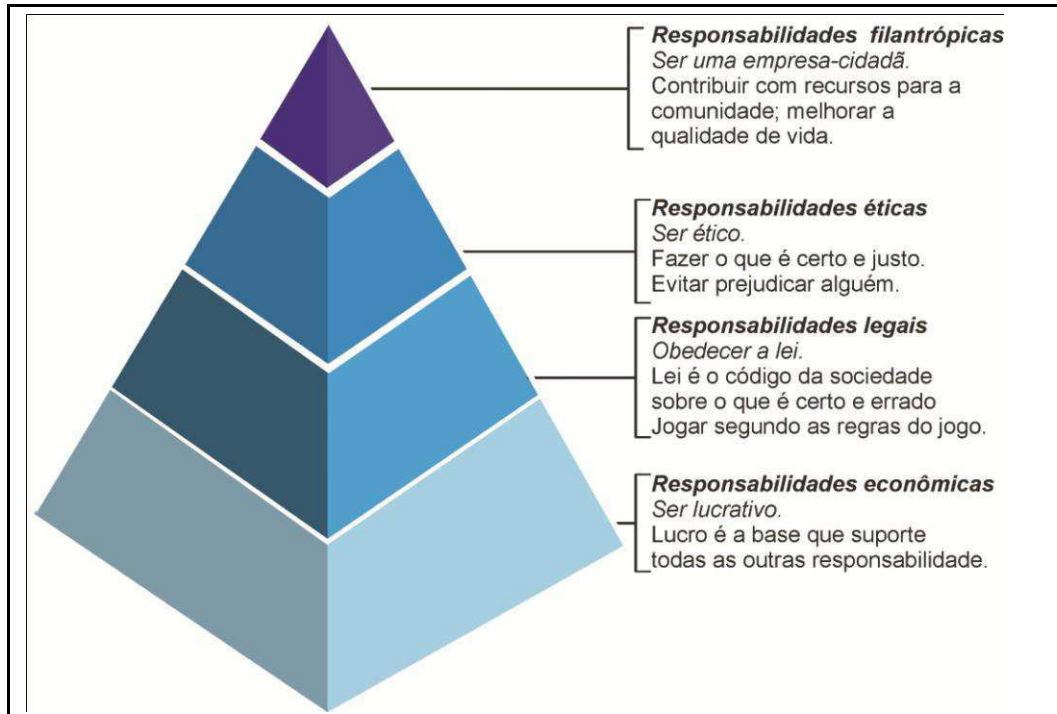 Responsabilidades filantrópicas
Ser uma empresa-cidadã.
Contribuir com recursos para a
comunidade; melhorar a
qualidade de vida.
Responsabilidades éticas
Ser ético.
Fazer o que é certo e justo.
Evitar prejudicar alguém.
Responsabilidades legais
Obedecer a lei.
Lei é o código da sociedade
sobre o que é certo e errado
Jogar segundo as regras do jogo.
Responsabilidades econômicas
Ser lucrativo.
Lucro é a base que suporte
todas as outras responsabilidade.